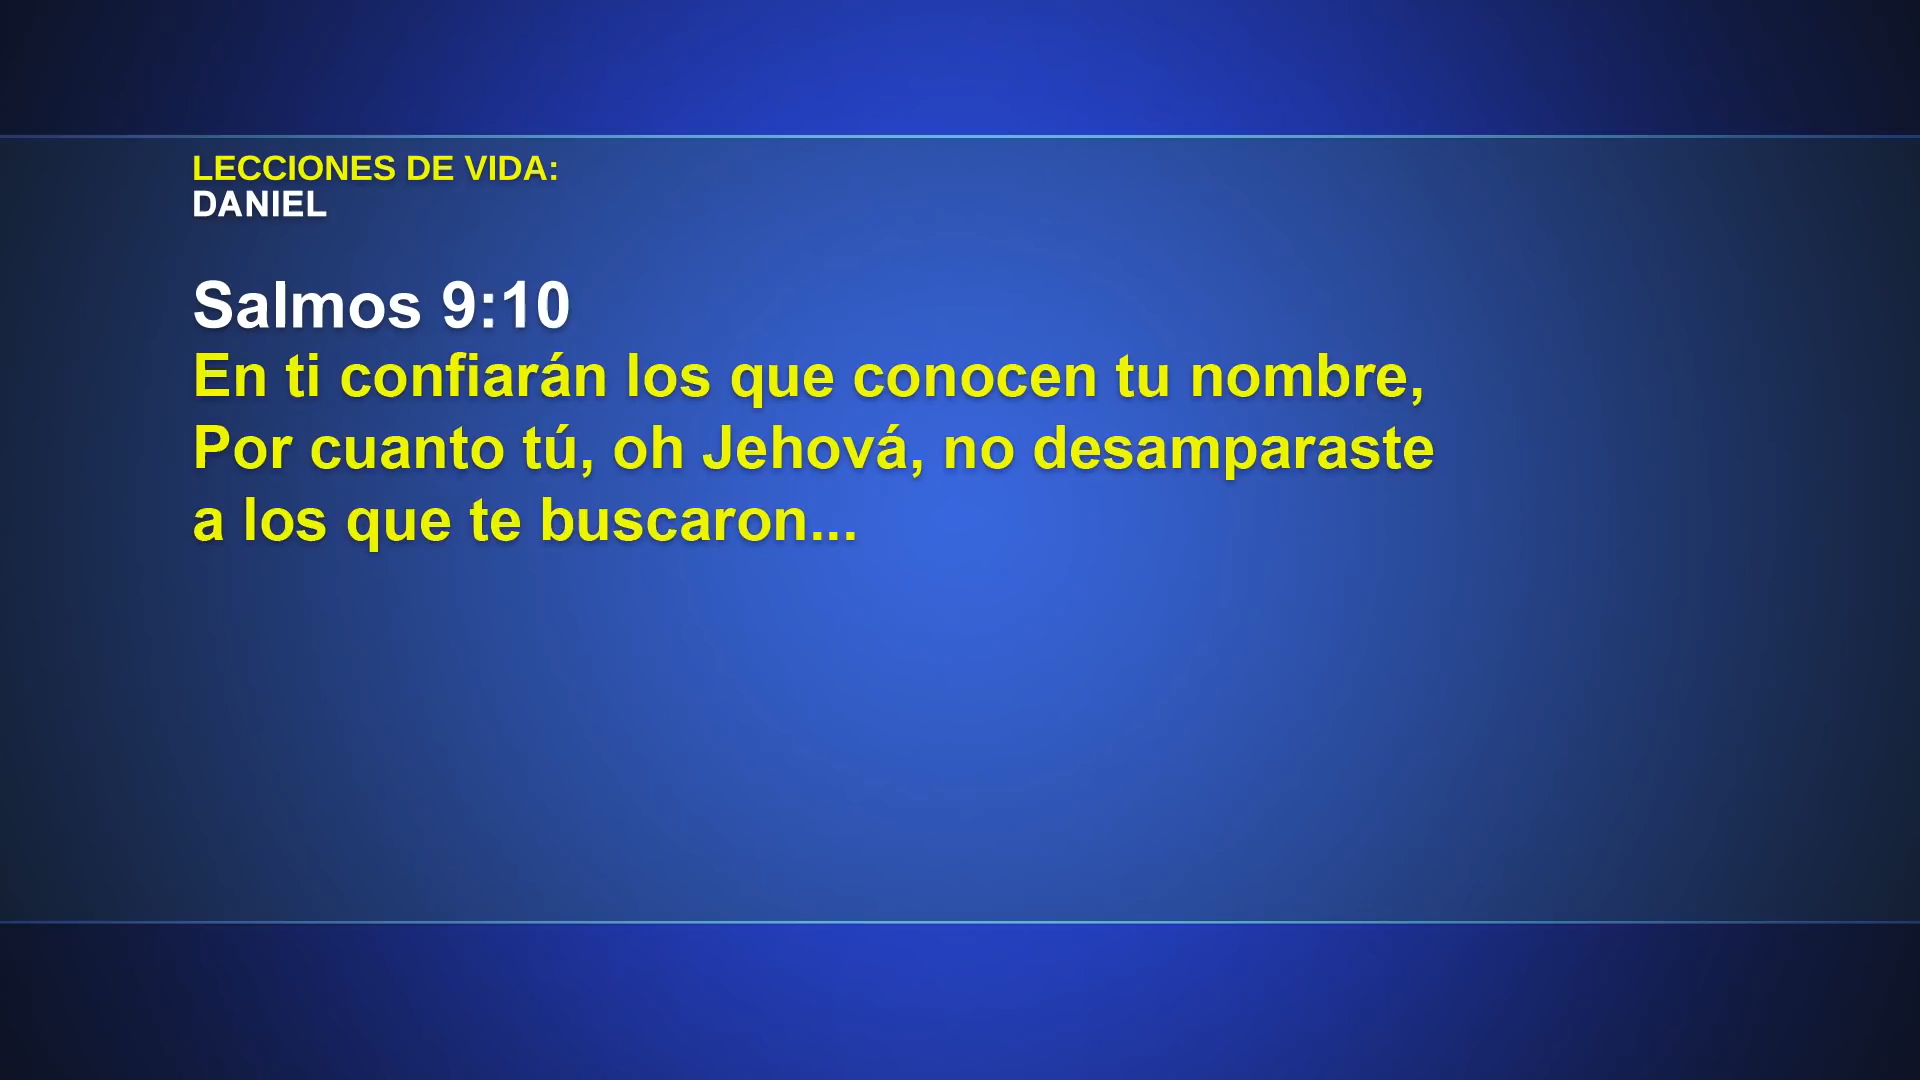 LECCIONES DE VIDA:
DANIEL
Salmos 9:10
En ti confiarán los que conocen tu nombre,
Por cuanto tú, oh Jehová, no desamparaste
a los que te buscaron...